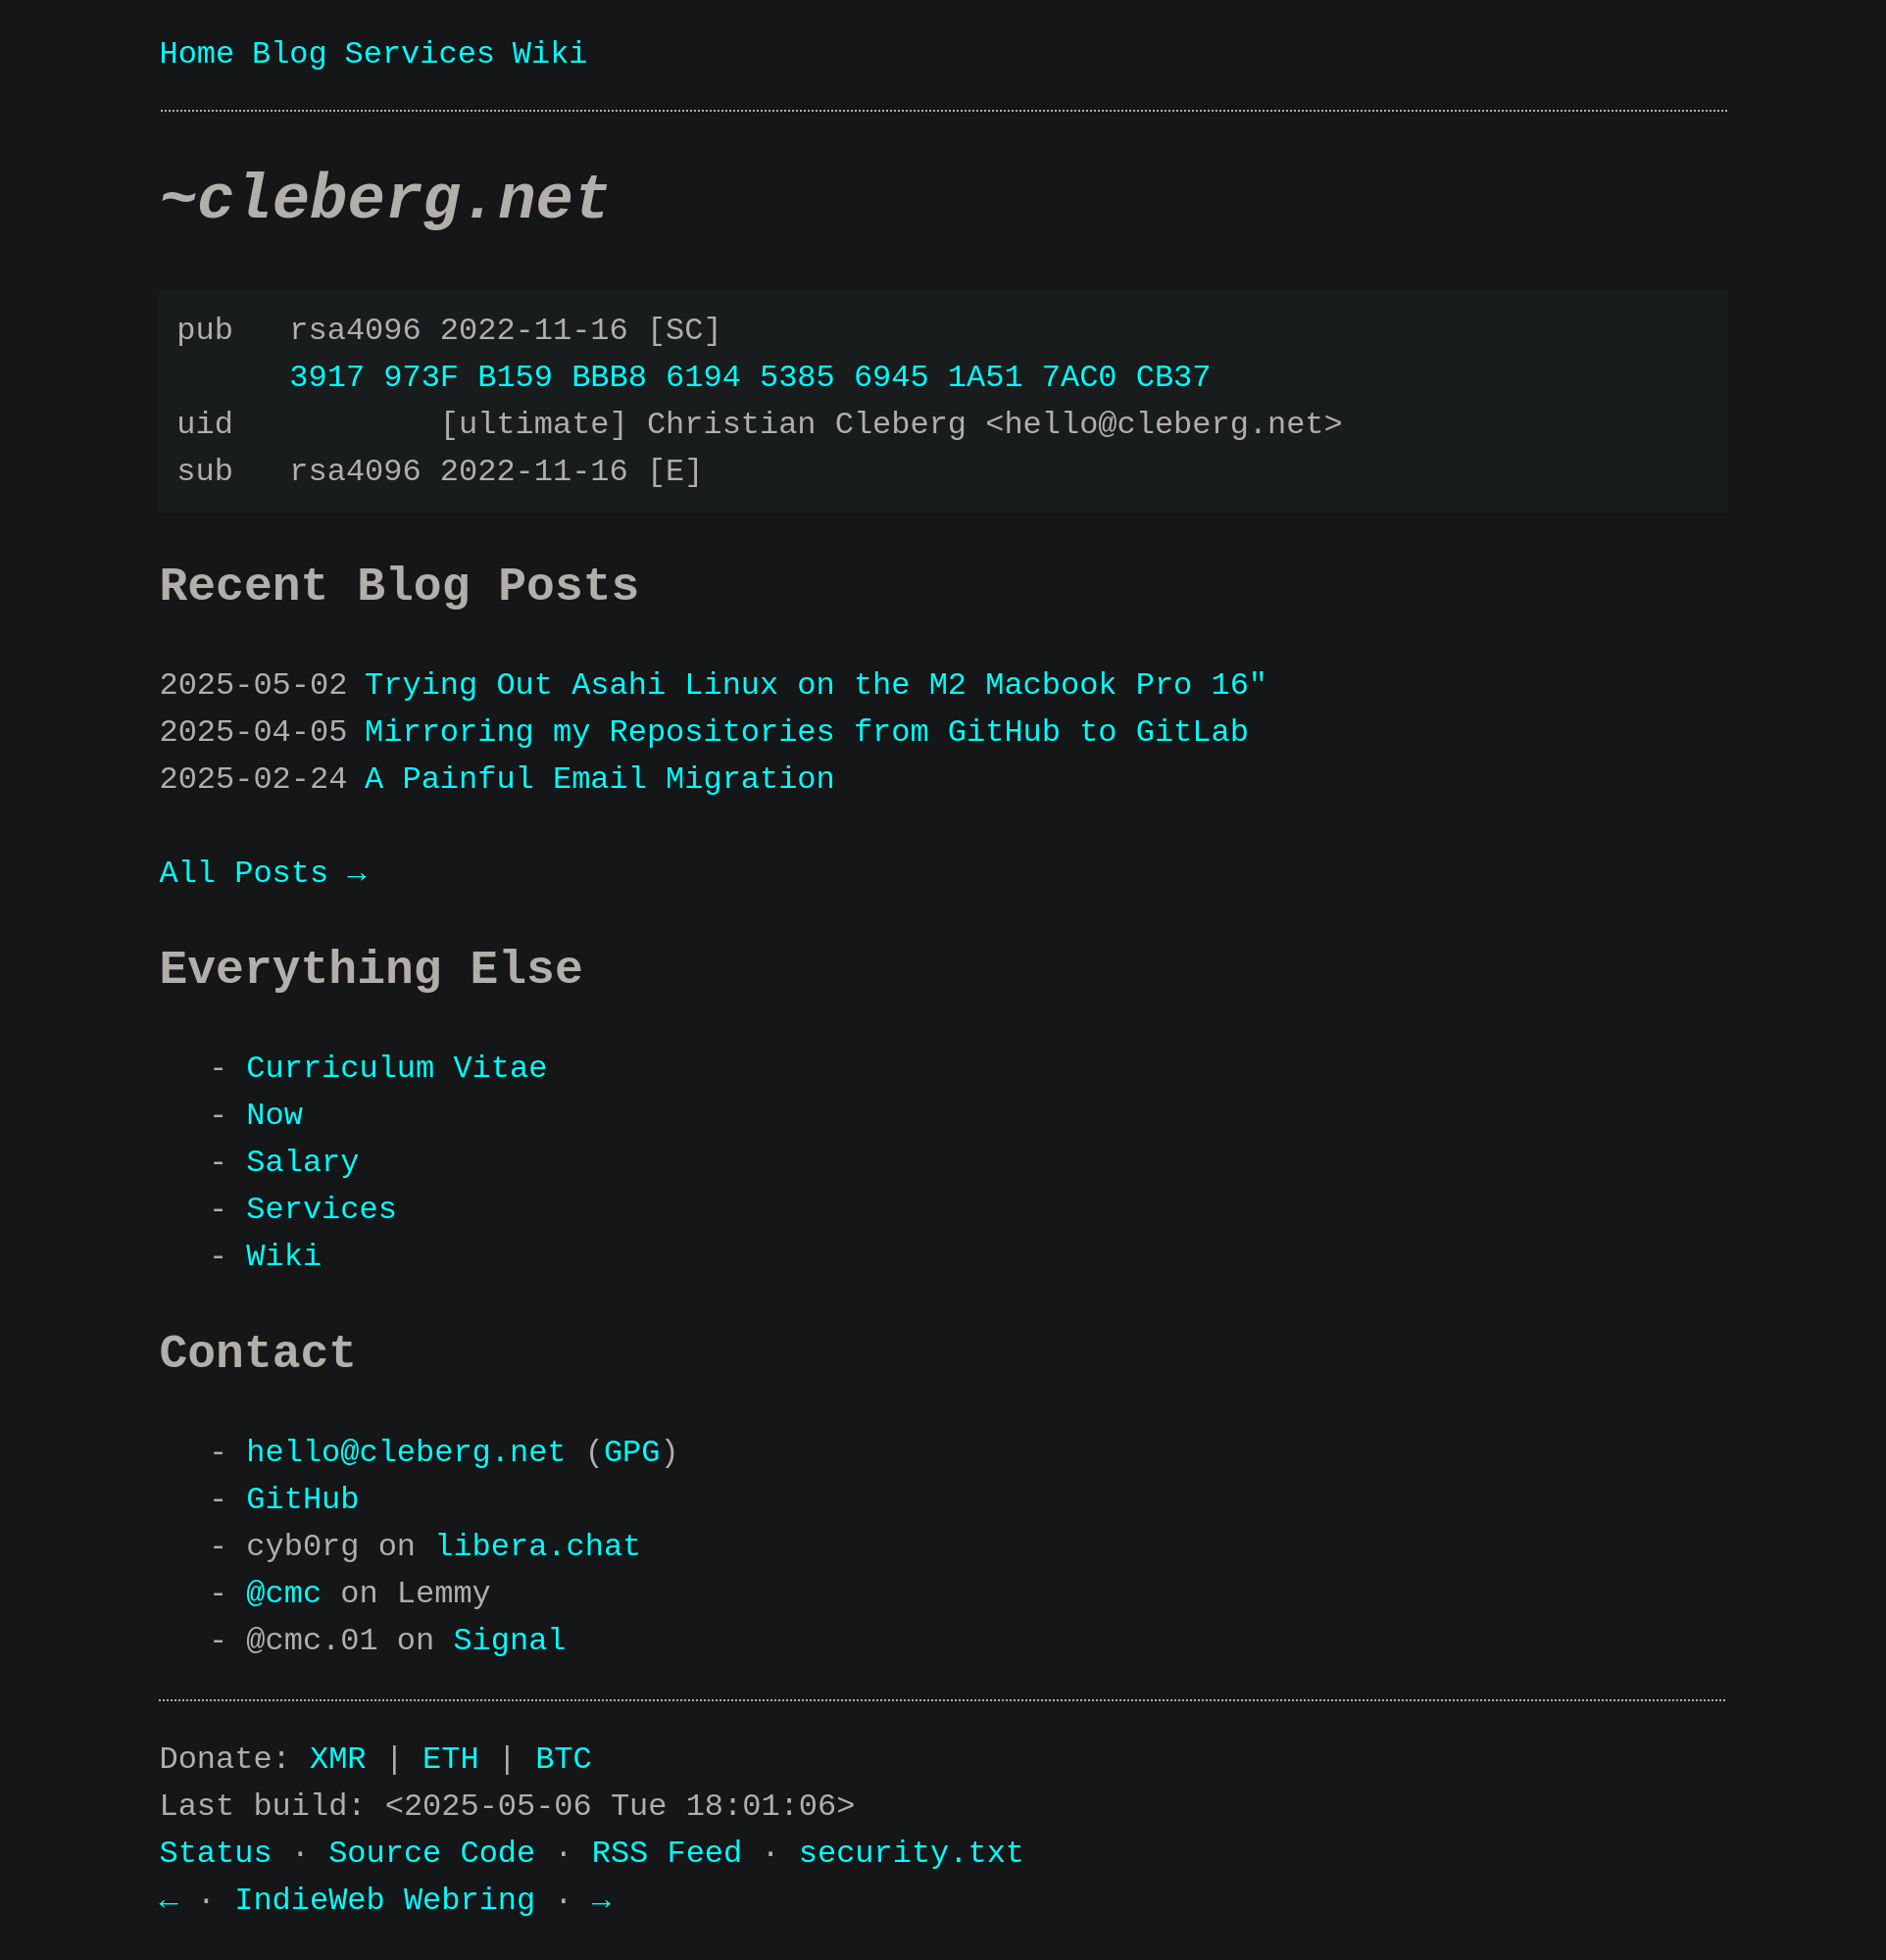 Home Blog Services Wiki
~cleberg.net
pub   rsa4096 2022-11-16 [SC]
      3917 973F B159 BBB8 6194 5385 6945 1A51 7AC0 CB37
uid           [ultimate] Christian Cleberg <hello@cleberg.net>
sub   rsa4096 2022-11-16 [E]
Recent Blog Posts
2025-05-02 Trying Out Asahi Linux on the M2 Macbook Pro 16"
2025-04-05 Mirroring my Repositories from GitHub to GitLab
2025-02-24 A Painful Email Migration
All Posts →
Everything Else
- Curriculum Vitae
- Now
- Salary
- Services
- Wiki
Contact
- hello@cleberg.net (GPG)
- GitHub
- cyb0rg on libera.chat
- @cmc on Lemmy
- @cmc.01 on Signal
Donate: XMR | ETH | BTC
Last build: <2025-05-06 Tue 18:01:06>
Status · Source Code · RSS Feed · security.txt
← · IndieWeb Webring · →